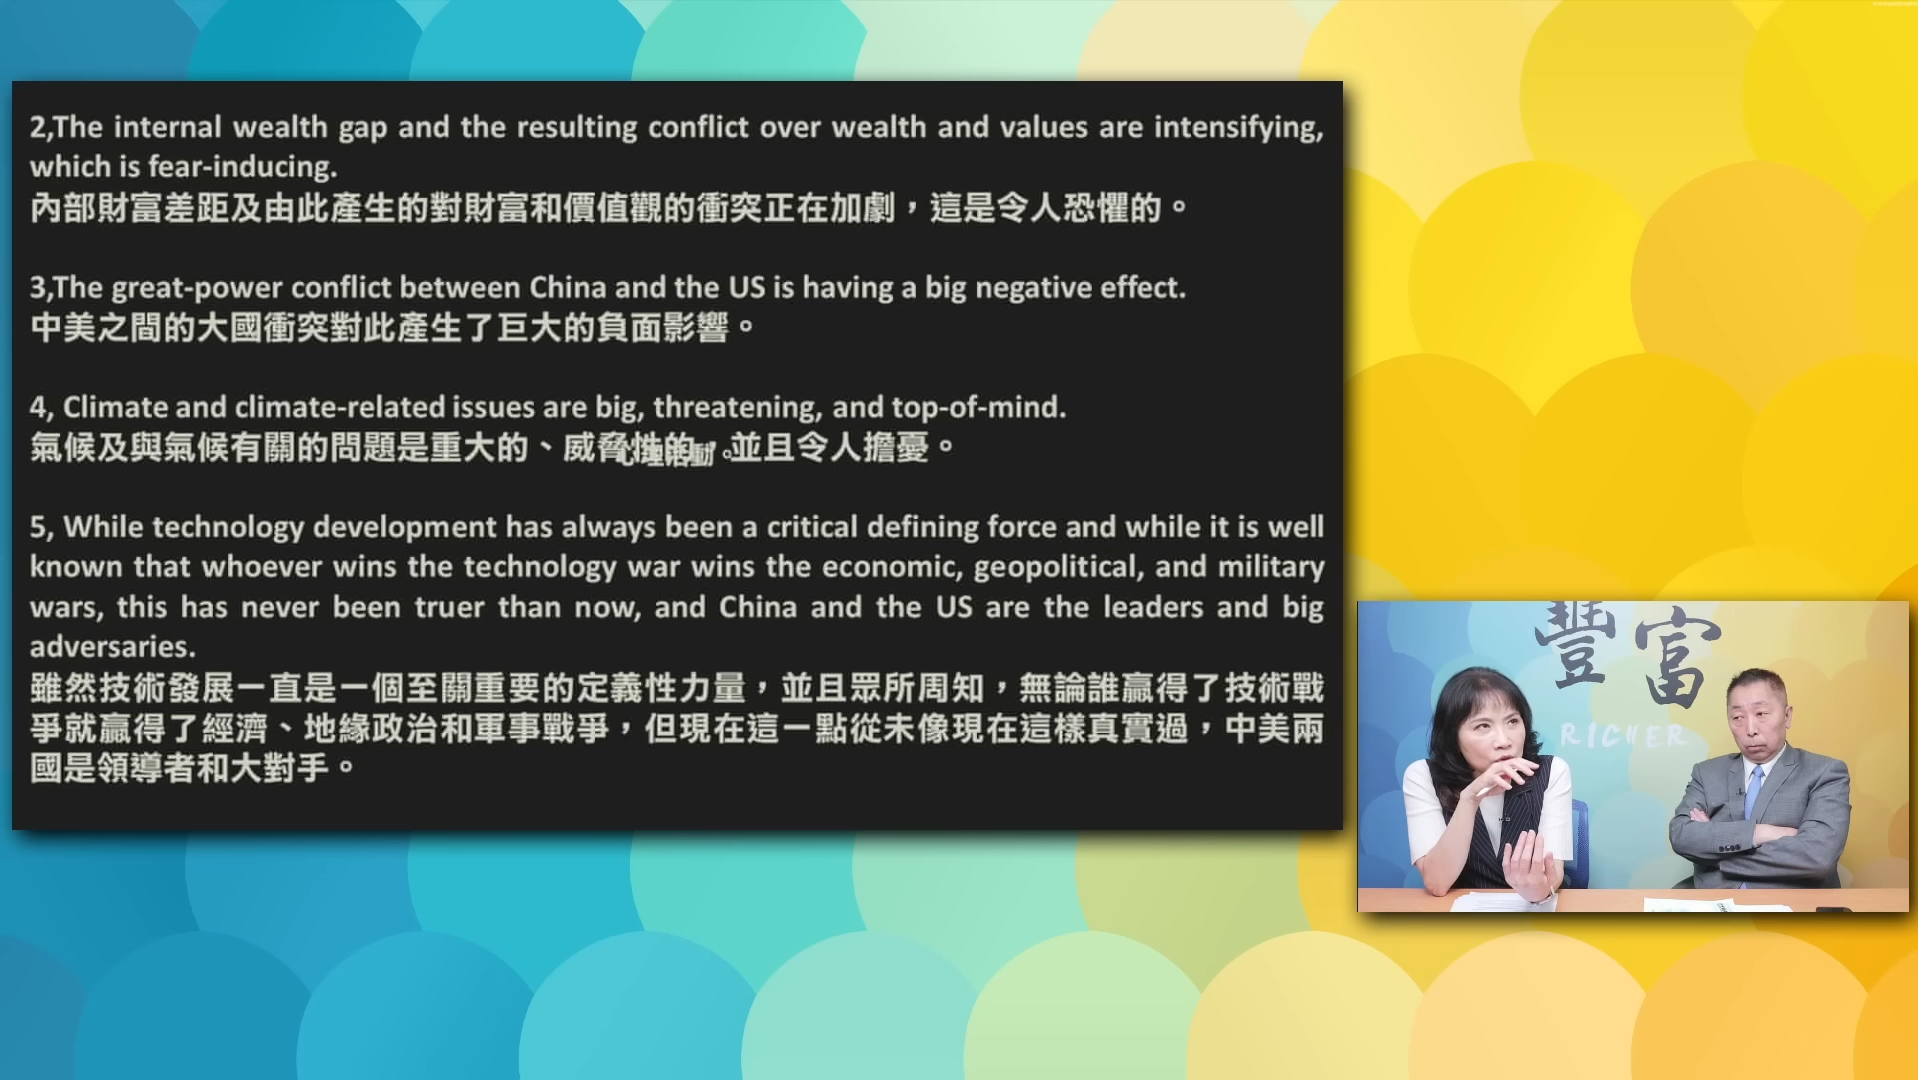 2,The internal wealth gap and the resulting conflict over wealth and values are intensifying,
which is fear-inducing.
內部財富差距及由此產生的對財富和價值觀的衝突正在加劇，這是令人恐懼的。
3,The great-power conflict between China and the US is having a big negative effect.
中美之間的大國衝突對此產生了巨大的負面影響。
4, Climate and climate-related issues are big, threatening, and top-of-mind.
氣候及與氣候有關的問題是重大的、威脅性的，並且令人擔憂。
心理活動。
5, While technology development has always been a critical defining force and while it is well
known that whoever wins the technology war wins the economic, geopolitical, and military
wars, this has never been truer than now, and China and the US are the leaders and big
adversaries.
雖然技術發展一直是一個至關重要的定義性力量，並且眾所周知，無論誰贏得了技術戰
爭就贏得了經濟、地緣政治和軍事戰爭，但現在這一點從未像現在這樣真實過，中美兩
國是領導者和大對手。
豐富
RICHER